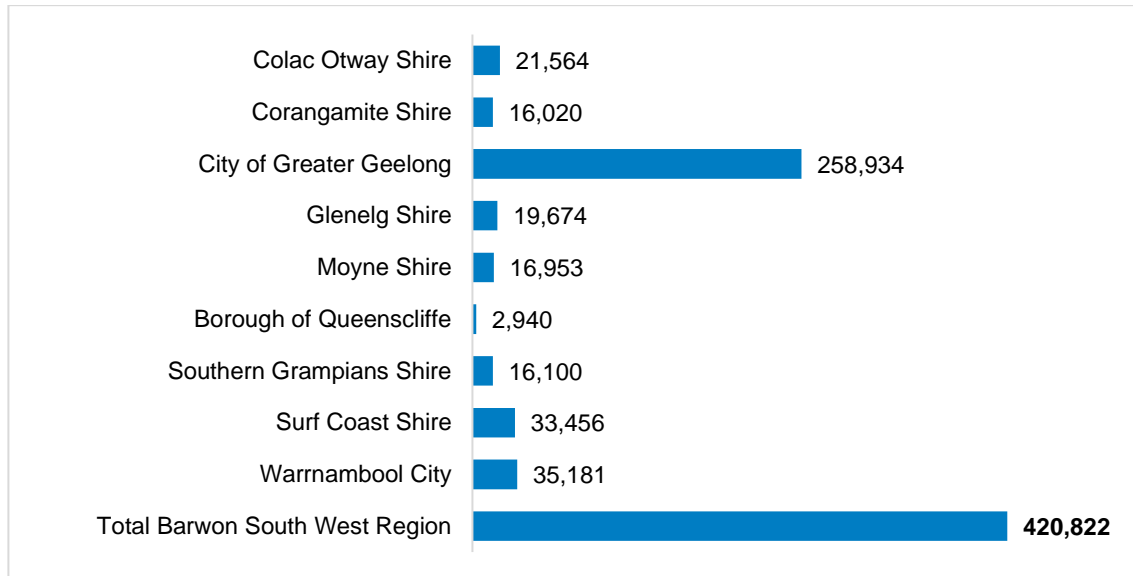 Colac Otway Shire 21,564
Corangamite Shire 16,020
City of Greater Geelong 258,934
Glenelg Shire 19,674
Moyne Shire 16,953
Borough of Queenscliffe 2,940
Southern Grampians Shire 16,100
Surf Coast Shire 33,456
Warrnambool City 35,181
Total Barwon South West Region 420,822